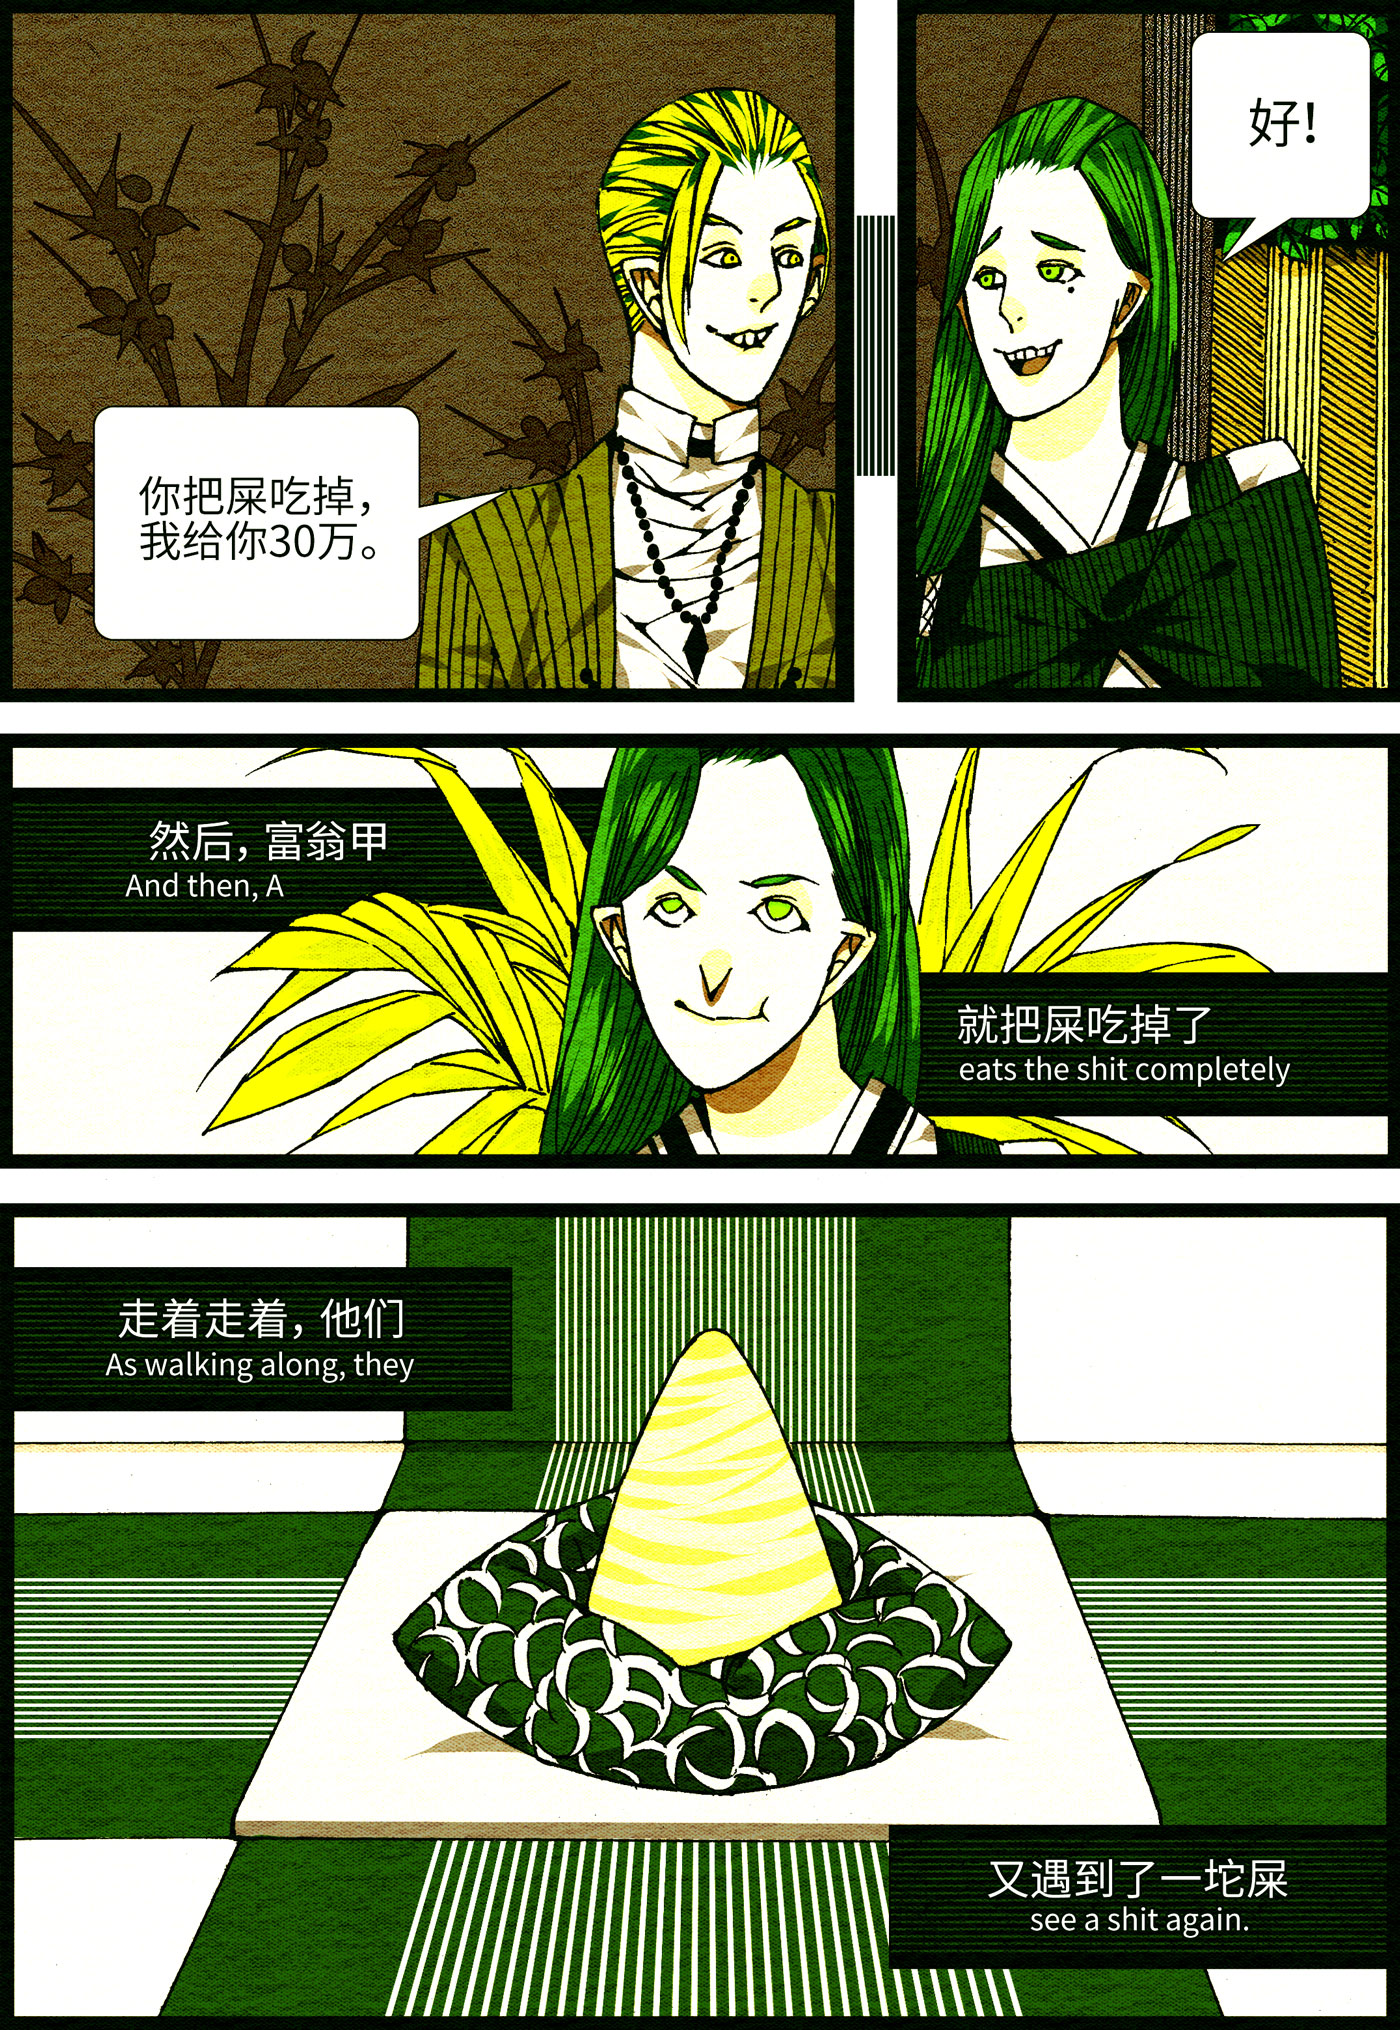 你把屎吃掉，
我给你30万。
好！
然后，富翁甲
And then, A
就把屎吃掉了
eats the shit completely
走着走着，他们
As walking along, they
又遇到了一坨屎
see a shit again.